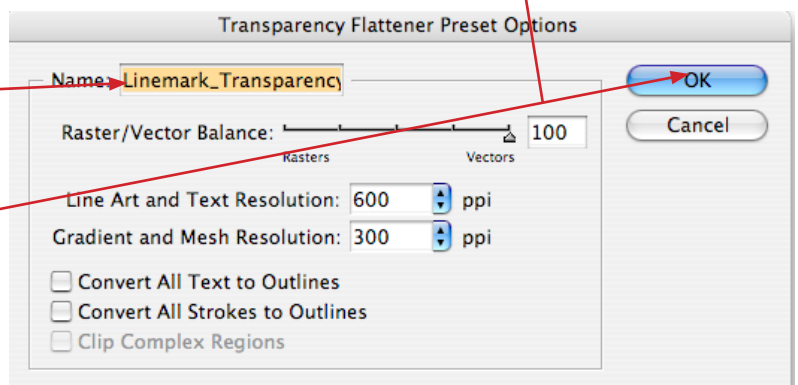 Transparency Flattener Preset Options
Name: Linemark_Transparency
OK
Raster/Vector Balance: 100
Rasters Vectors
Cancel
Line Art and Text Resolution: 600 ppi
Gradient and Mesh Resolution: 300 ppi
Convert All Text to Outlines
Convert All Strokes to Outlines
Clip Complex Regions